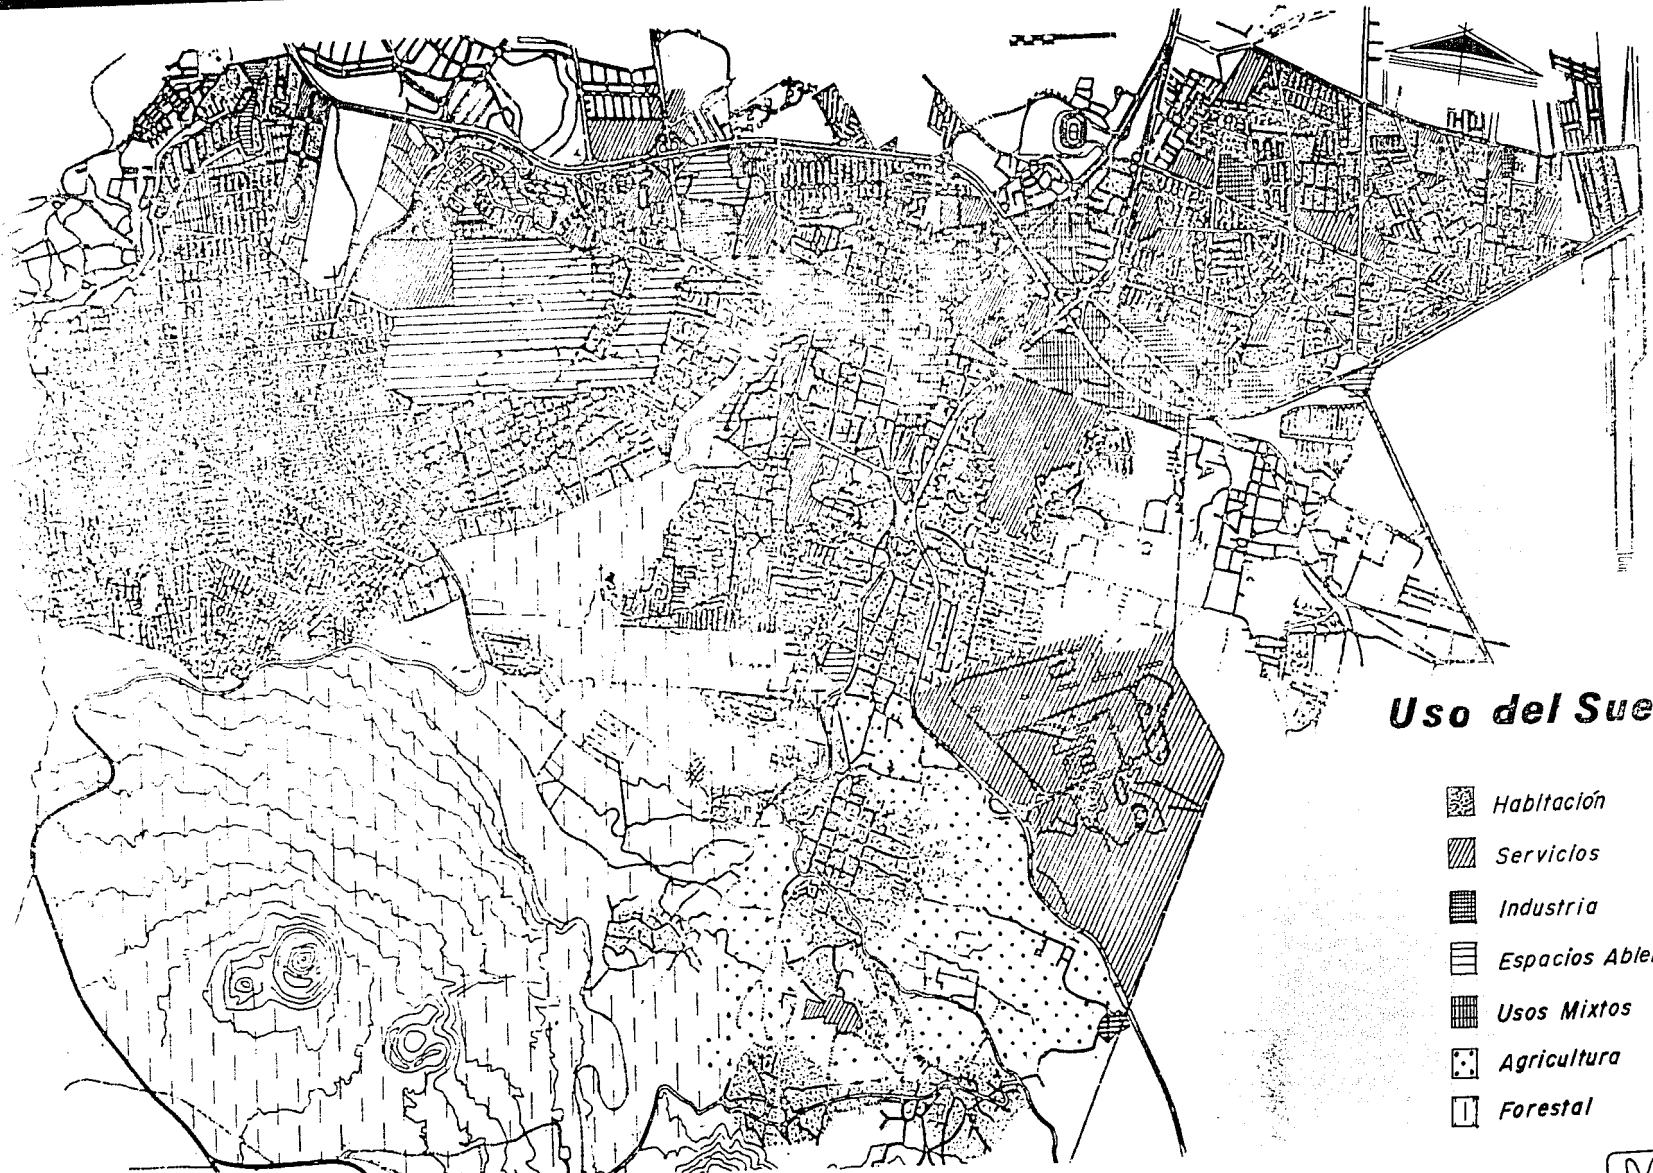 Uso del Sue
Habitación
Servicios
Industria
Espacios Abie
Usos Mixtos
Agricultura
Forestal